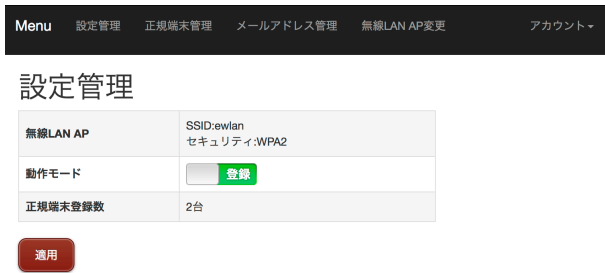 Menu 設定管理 正規端末管理 メールアドレス管理 無線LAN AP変更 アカウント
設定管理
無線LAN AP
SSID:ewlan
セキュリティ:WPA2
動作モード 登録
正規端末登録数 2台
適用